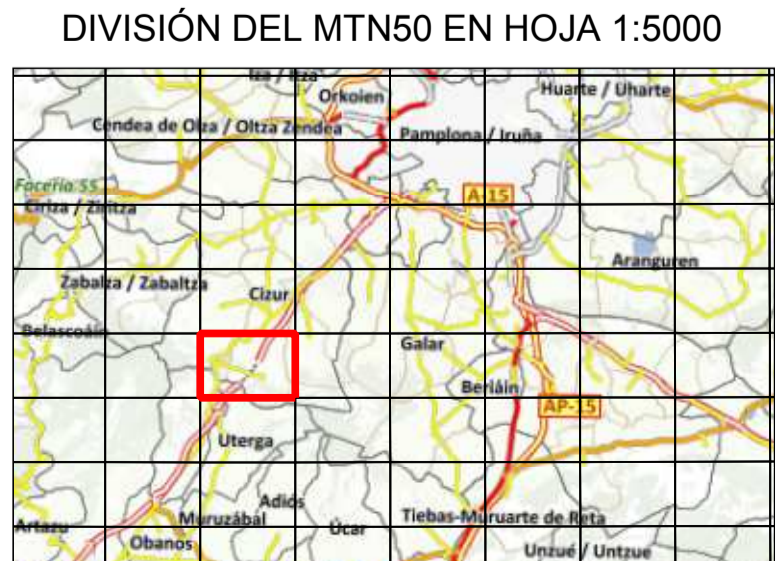 DIVISIÓN DEL MTN50 EN HOJA 1:5000
Iza / Itza
Huarte / Uharte
Orkoien
Cendea de Olza / Oltza Zendea
Pamplona / Iruña
Facería 55
A-15
Ciriza / Ziritza
Aranguren
Zabalza / Zabaltza
Cizur
Belascoáin
Galar
Beriáin
AP-15
Uterga
Adiós
Muruzábal
Tiebas-Muruarte de Reta
Artazu
Úcar
Obanos
Unzué / Untzue